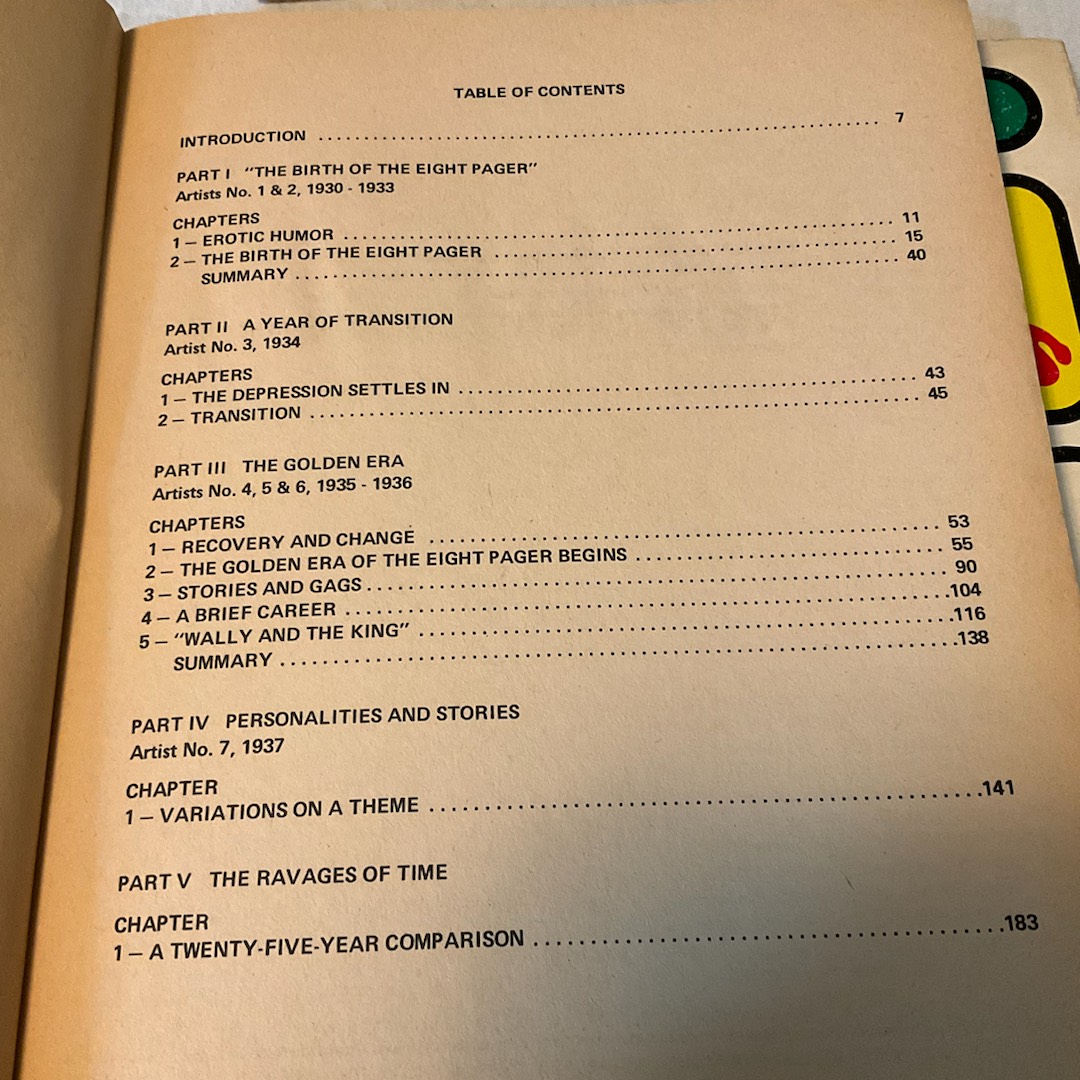 TABLE OF CONTENTS
INTRODUCTION ........................................ 7
PART I "THE BIRTH OF THE EIGHT PAGER"
Artists No. 1 & 2, 1930 - 1933
CHAPTERS
1 — EROTIC HUMOR ........................................ 11
2 — THE BIRTH OF THE EIGHT PAGER ........................................ 15
SUMMARY ........................................ 40
PART II A YEAR OF TRANSITION
Artist No. 3, 1934
CHAPTERS
1 — THE DEPRESSION SETTLES IN ........................................ 43
2 — TRANSITION ........................................ 45
PART III THE GOLDEN ERA
Artists No. 4, 5 & 6, 1935 - 1936
CHAPTERS
1 — RECOVERY AND CHANGE ........................................ 53
2 — THE GOLDEN ERA OF THE EIGHT PAGER BEGINS ........................................ 55
3 — STORIES AND GAGS ........................................ 90
4 — A BRIEF CAREER ........................................ 104
5 — "WALLY AND THE KING" ........................................ 116
SUMMARY ........................................ 138
PART IV PERSONALITIES AND STORIES
Artist No. 7, 1937
CHAPTER
1 — VARIATIONS ON A THEME ........................................ 141
PART V THE RAVAGES OF TIME
CHAPTER
1 — A TWENTY-FIVE-YEAR COMPARISON ........................................ 183